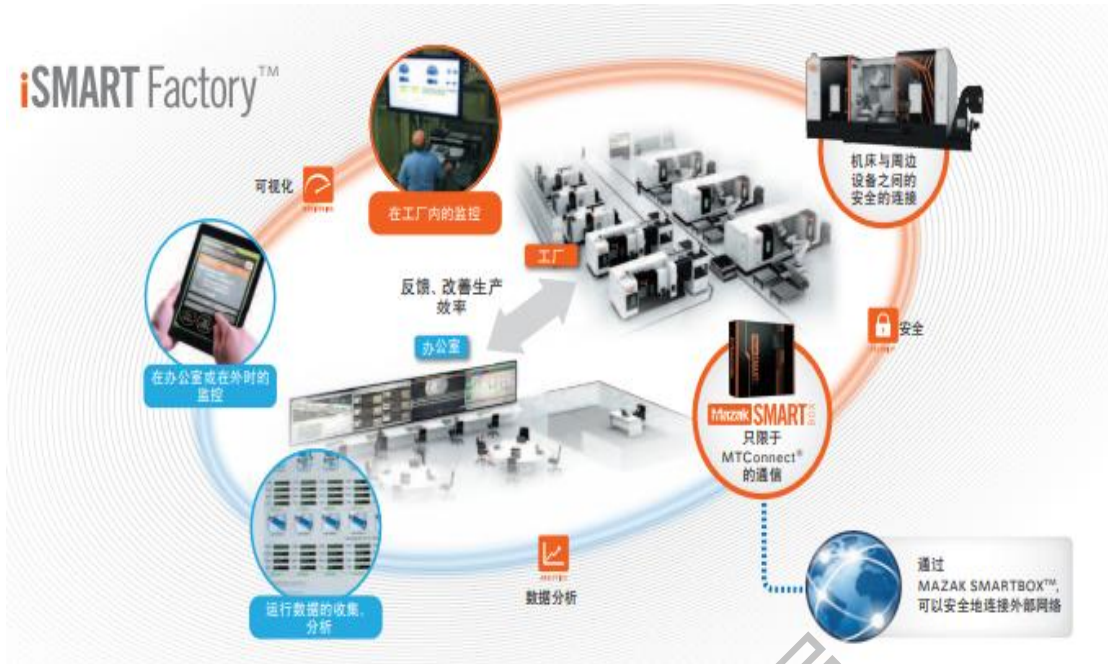 iSMART Factory™
可视化
在工厂内的监控
机床与周边
设备之间的
安全的连接
工厂
反馈、改善生产
效率
办公室
安全
在办公室或在外时的
监控
Mazak SMART BOX
只限于
MTConnect®
的通信
运行数据的收集、
分析
数据分析
通过
MAZAK SMARTBOX™,
可以安全地连接外部网络